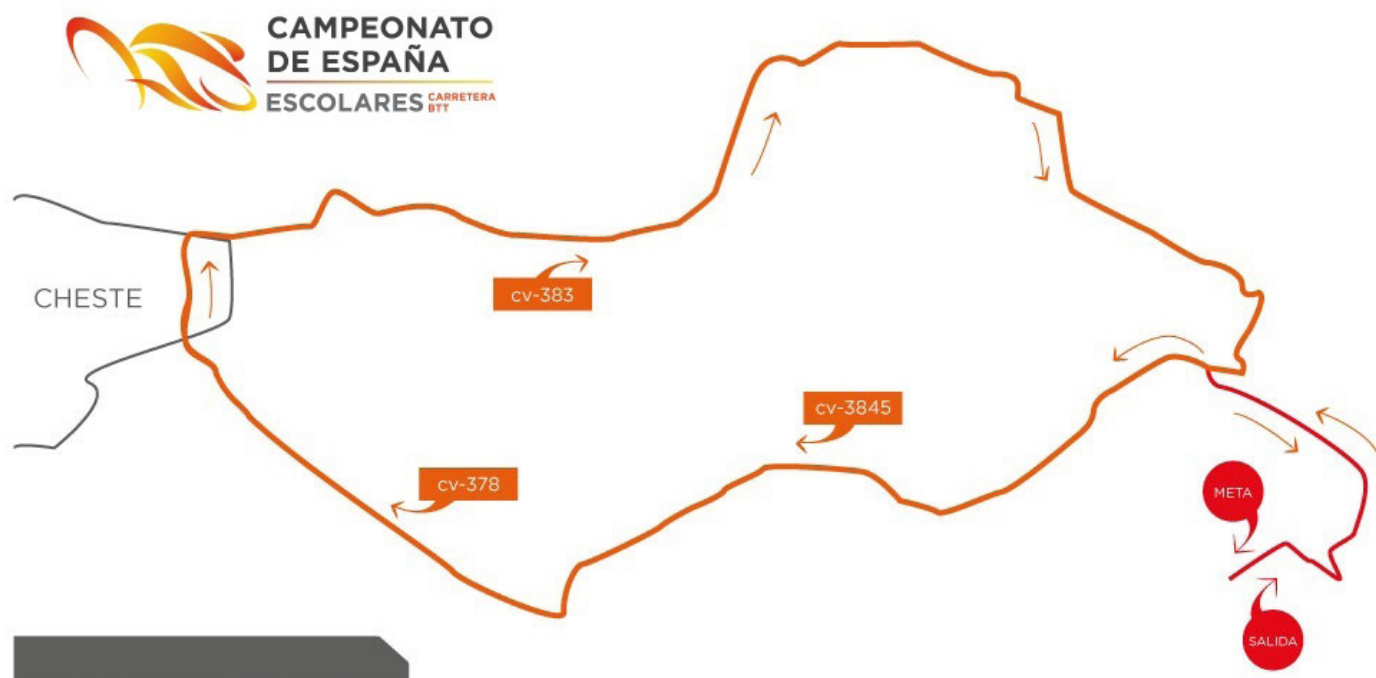 CAMPEONATO
DE ESPAÑA
ESCOLARES CARRETERA
BTT
CHESTE
cv-383
cv-3845
cv-378
META
SALIDA